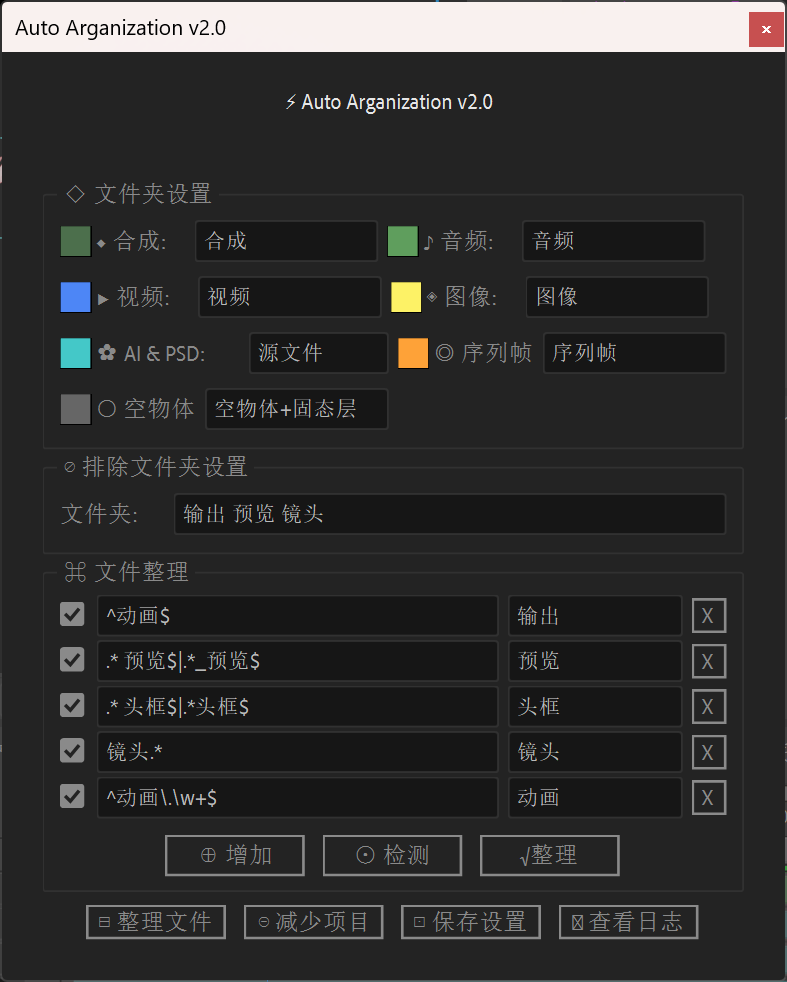 Auto Arganization v2.0
⚡ Auto Arganization v2.0
◇ 文件夹设置
◆ 合成: 合成 ♪ 音频: 音频
▶ 视频: 视频 ◈ 图像: 图像
✿ AI & PSD: 源文件 ◎ 序列帧 序列帧
○ 空物体 空物体+固态层
⊘ 排除文件夹设置
文件夹: 输出 预览 镜头
⌘ 文件整理
^动画$ 输出 X
.* 预览$|.*_预览$ 预览 X
.* 头框$|.*头框$ 头框 X
镜头.* 镜头 X
^动画\.\w+$ 动画 X
⊕ 增加 ⊙ 检测 √整理
⊟ 整理文件 ⊖ 减少项目 ⊡ 保存设置 查看日志